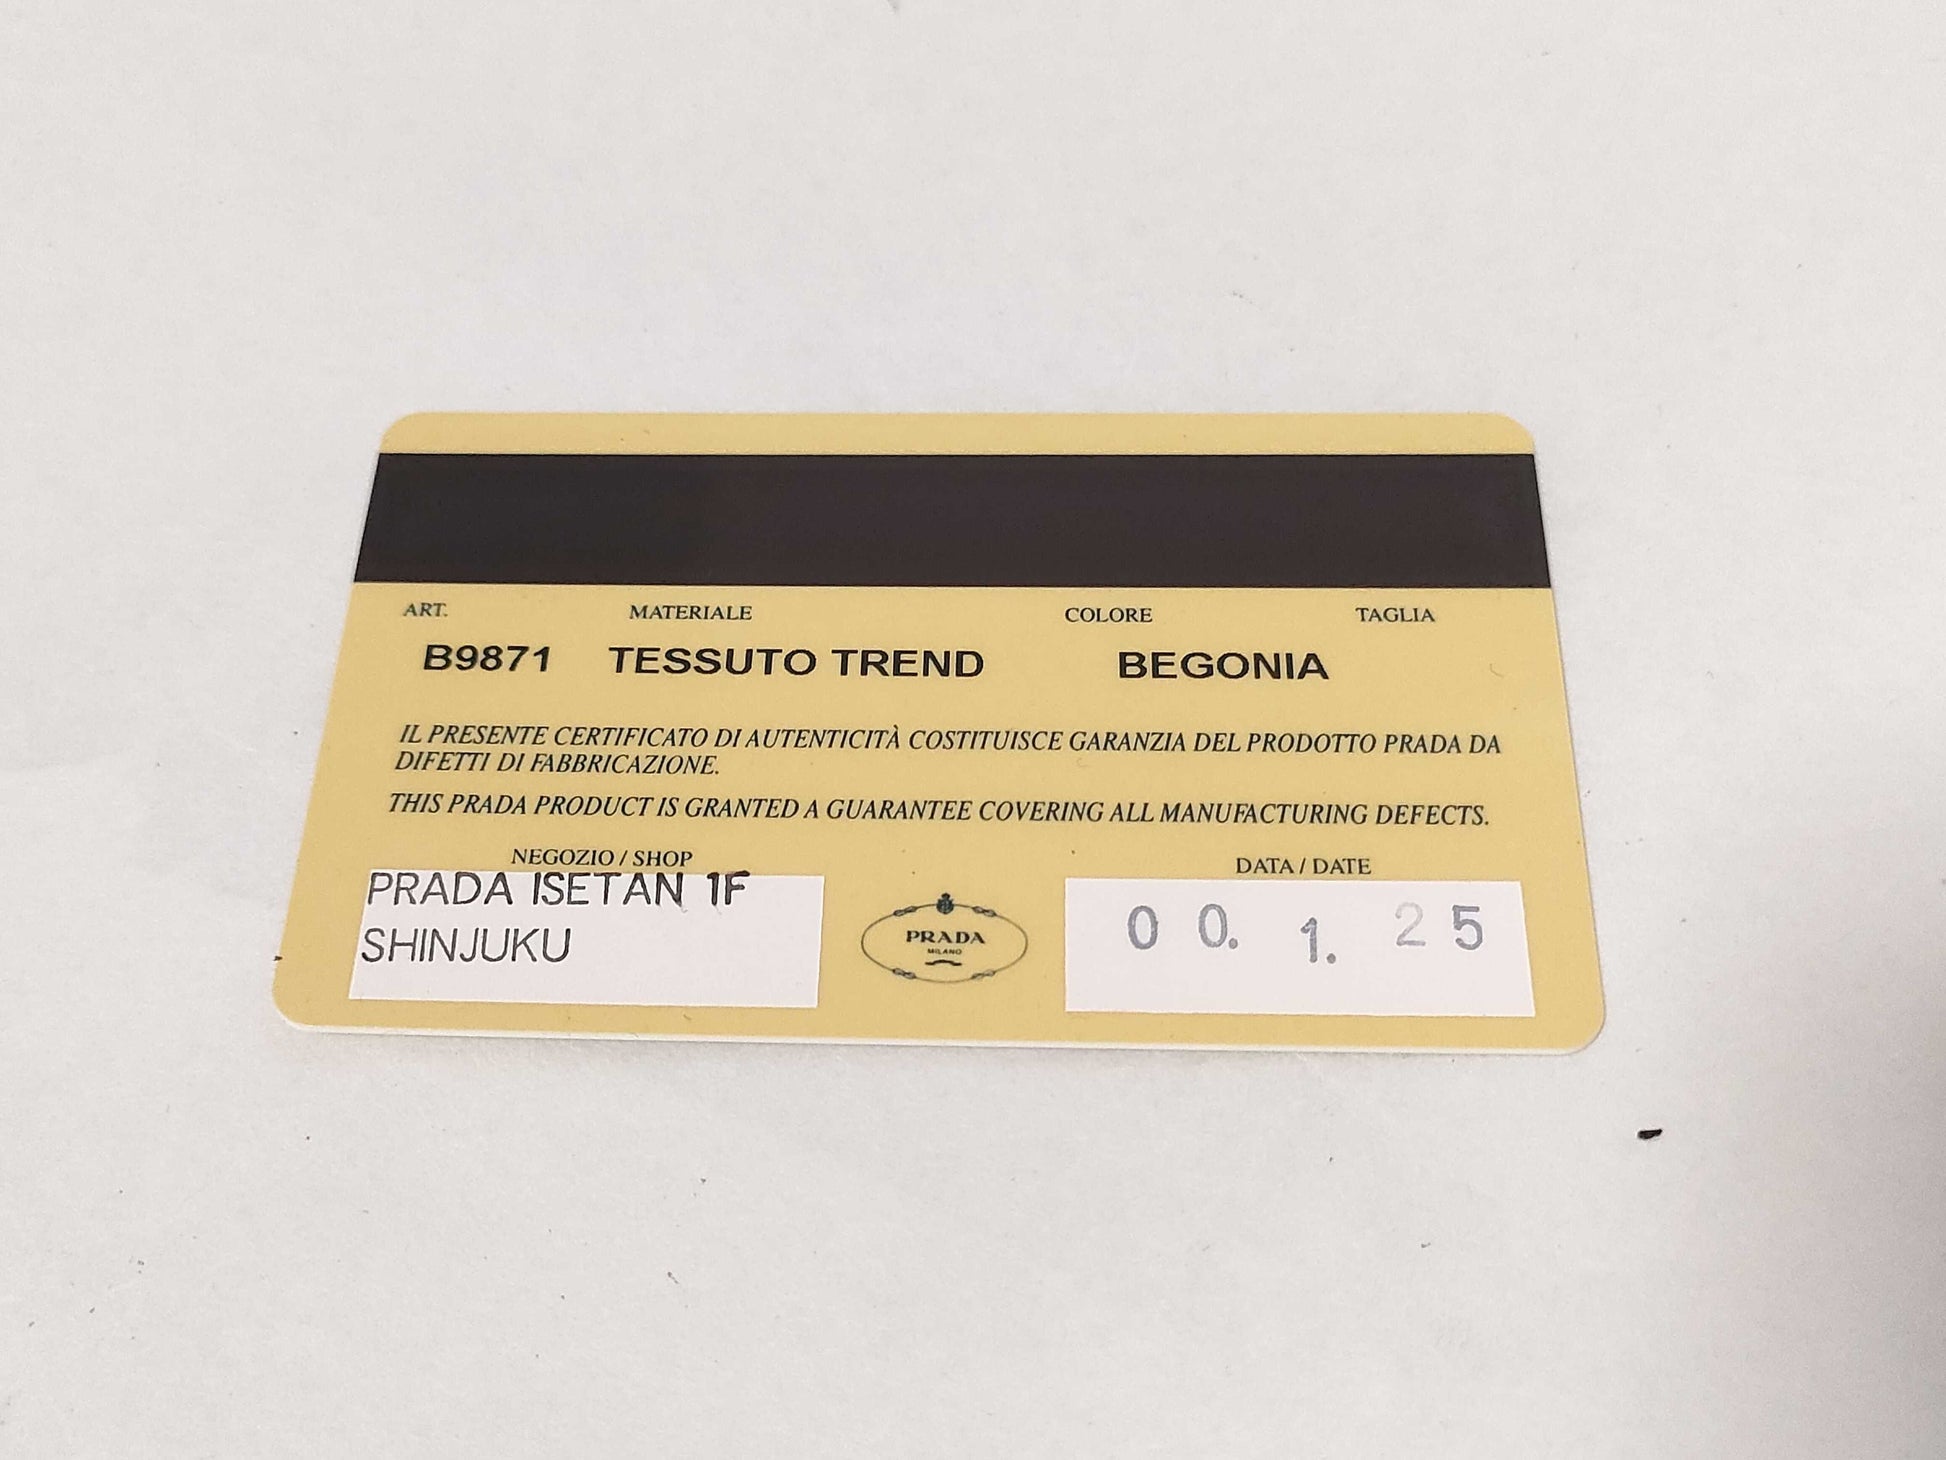 ART. MATERIALE COLORE TAGLIA
B9871 TESSUTO TREND BEGONIA
IL PRESENTE CERTIFICATO DI AUTENTICITÀ COSTITUISCE GARANZIA DEL PRODOTTO PRADA DA
DIFETTI DI FABBRICAZIONE.
THIS PRADA PRODUCT IS GRANTED A GUARANTEE COVERING ALL MANUFACTURING DEFECTS.
NEGOZIO / SHOP
PRADA ISETAN 1F
SHINJUKU
PRADA
MILANO
DATA / DATE
00. 1. 25